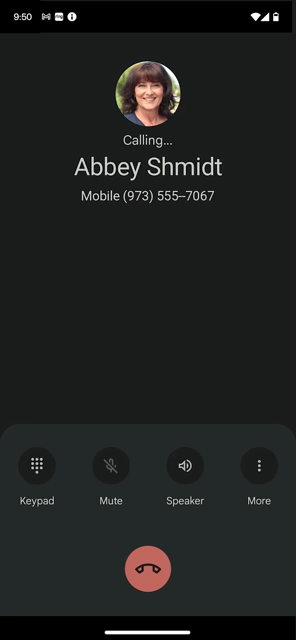 9:50
Calling...
Abbey Shmidt
Mobile (973) 555–7067
Keypad
Mute
Speaker
More